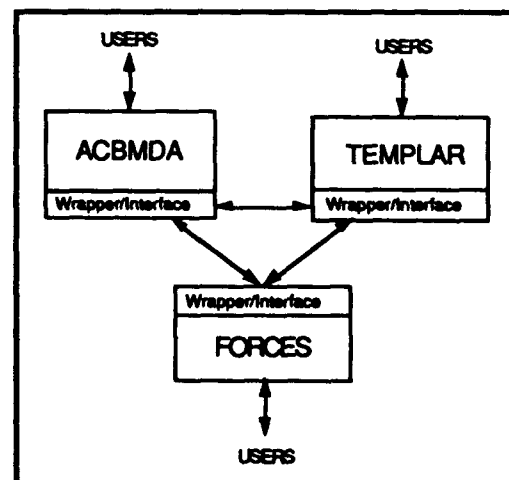 USERS
USERS
ACBMDA
TEMPLAR
Wrapper/Interface
Wrapper/Interface
Wrapper/Interface
FORCES
USERS